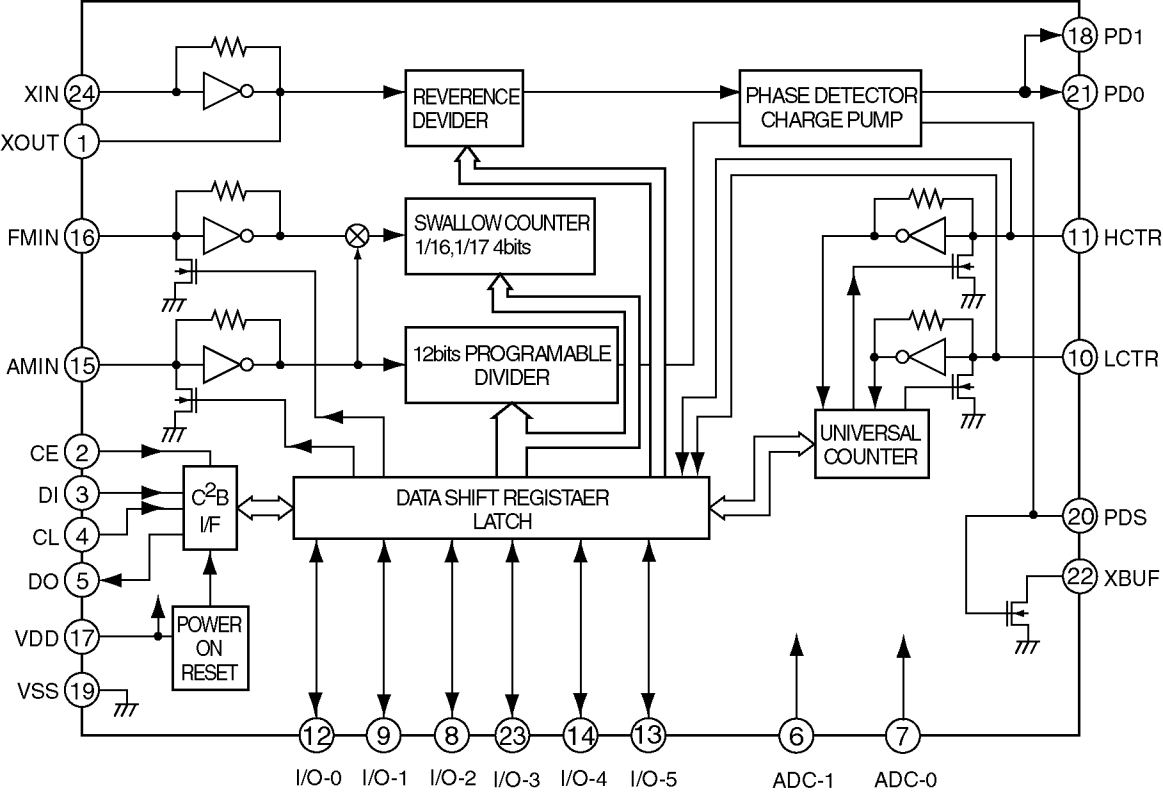 18 PD1
XIN 24
REVERENCE
DEVIDER
PHASE DETECTOR
CHARGE PUMP
21 PD0
XOUT 1
FMIN 16
SWALLOW COUNTER
1/16,1/17 4bits
11 HCTR
AMIN 15
12bits PROGRAMABLE
DIVIDER
10 LCTR
CE 2
UNIVERSAL
COUNTER
DI 3
C2B
I/F
DATA SHIFT REGISTAER
LATCH
CL 4
20 PDS
DO 5
22 XBUF
VDD 17
POWER
ON
RESET
VSS 19
12 9 8 23 14 13 6 7
I/O-0 I/O-1 I/O-2 I/O-3 I/O-4 I/O-5 ADC-1 ADC-0